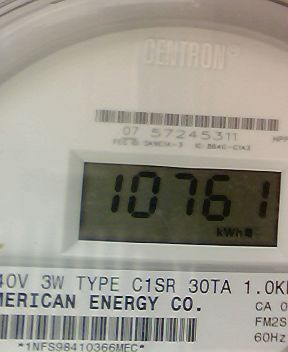 CENTRON®
07 57245311
10761
kWh
40V 3W TYPE C1SR 30TA 1.0K
MERICAN ENERGY CO.
CA 0
FM2S
60Hz
*1NFS98410366MEC*